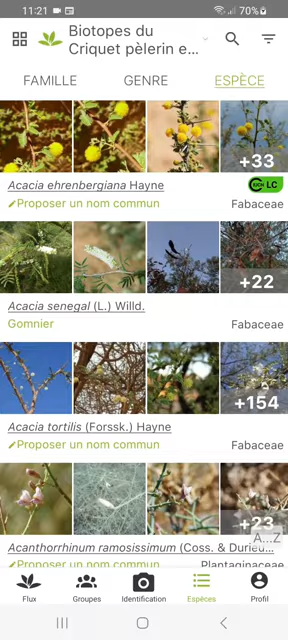 11:21
70%
Biotopes du
Criquet pèlerin e...
FAMILLE GENRE ESPÈCE
+33
Acacia ehrenbergiana Hayne
IUCN LC
Proposer un nom commun
Fabaceae
+22
Acacia senegal (L.) Willd.
Gomnier
Fabaceae
+154
Acacia tortilis (Forssk.) Hayne
Proposer un nom commun
Fabaceae
+23
A...Z
Acanthorrhinum ramosissimum (Coss. & Durieu...
Proposer un nom commun
Plantaginaceae
Flux Groupes Identification Espèces Profil